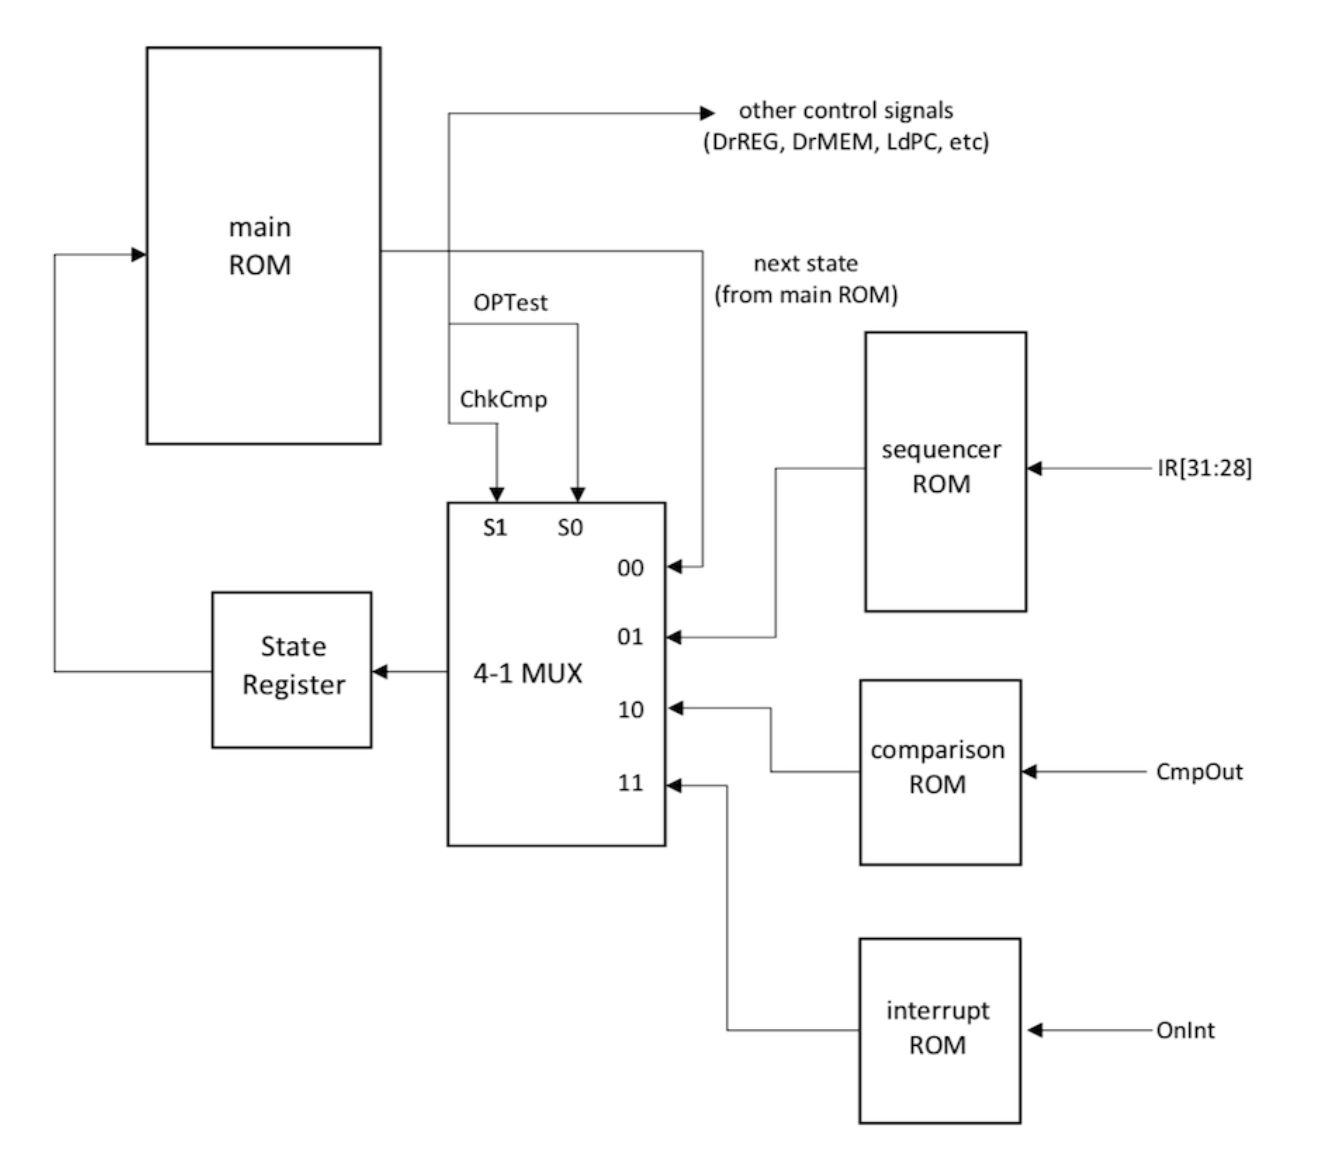 other control signals
(DrREG, DrMEM, LdPC, etc)
main
ROM
next state
(from main ROM)
OPTest
ChkCmp
sequencer
ROM
IR[31:28]
S1 S0
00
01
10
11
4-1 MUX
State
Register
comparison
ROM
CmpOut
interrupt
ROM
OnInt